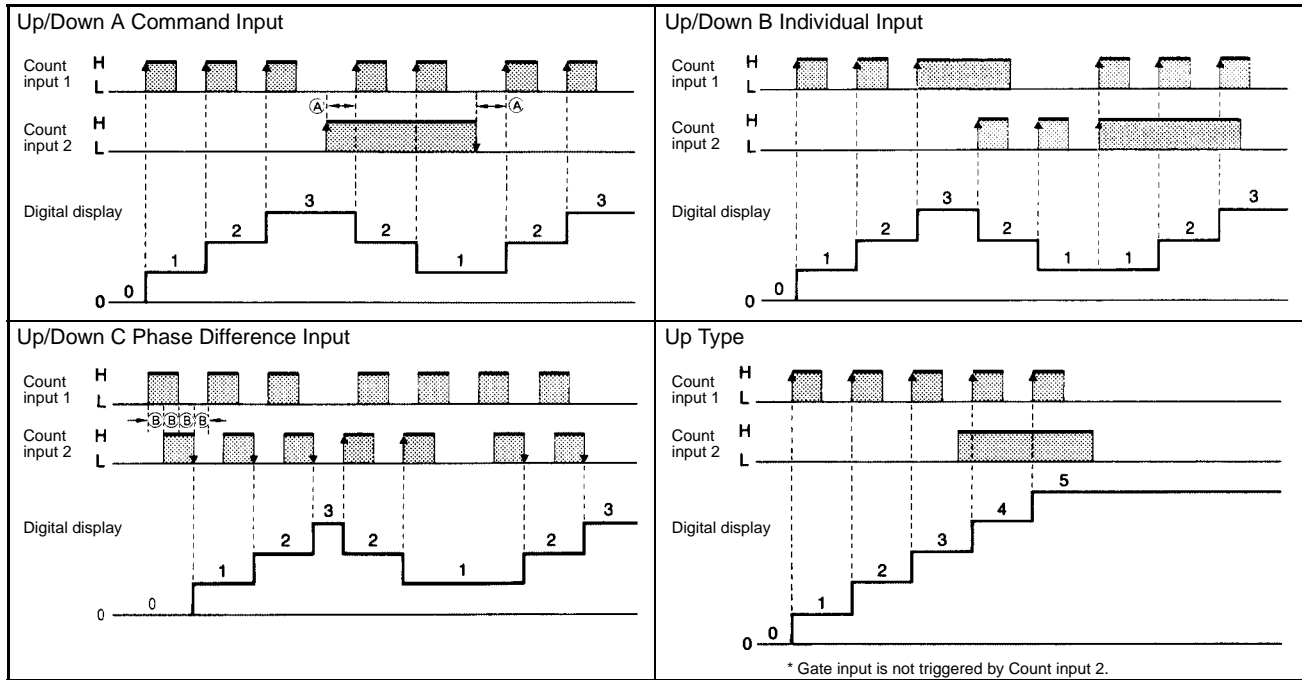 Up/Down A Command Input
Count input 1
H
L
A
A
Count input 2
H
L
Digital display
0
0
1
2
3
2
1
2
3
Up/Down B Individual Input
Count input 1
H
L
Count input 2
H
L
Digital display
0
0
1
2
3
2
1
1
2
3
Up/Down C Phase Difference Input
Count input 1
H
L
B B B B
Count input 2
H
L
Digital display
0
0
1
2
3
2
1
2
3
Up Type
Count input 1
H
L
Count input 2
H
L
Digital display
0
0
1
2
3
4
5
* Gate input is not triggered by Count input 2.